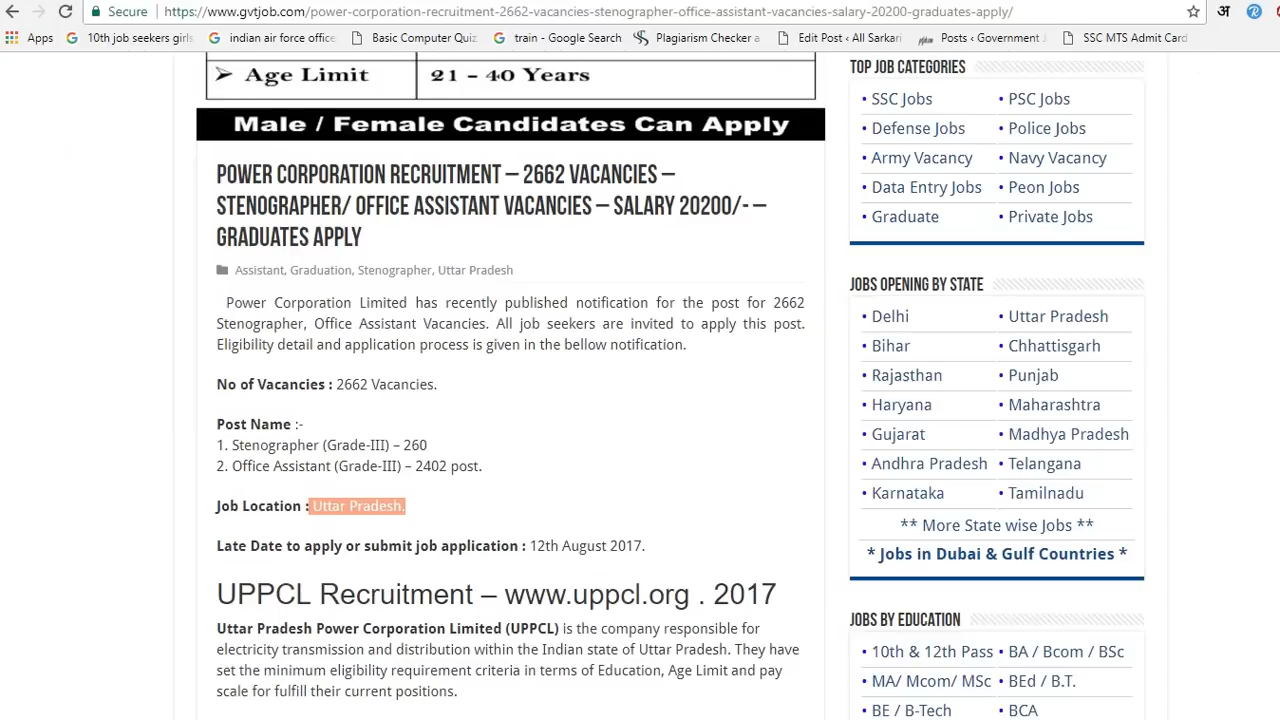 Secure https://www.gvtjob.com/power-corporation-recruitment-2662-vacancies-stenographer-office-assistant-vacancies-salary-20200-graduates-apply/ अ R
Apps 10th job seekers girls indian air force office Basic Computer Quiz train - Google Search Plagiarism Checker a Edit Post ‹ All Sarkari Posts ‹ Government J SSC MTS Admit Card
➢ Age Limit 21 - 40 Years
Male / Female Candidates Can Apply
POWER CORPORATION RECRUITMENT – 2662 VACANCIES –
STENOGRAPHER/ OFFICE ASSISTANT VACANCIES – SALARY 20200/- –
GRADUATES APPLY
Assistant, Graduation, Stenographer, Uttar Pradesh
Power Corporation Limited has recently published notification for the post for 2662
Stenographer, Office Assistant Vacancies. All job seekers are invited to apply this post.
Eligibility detail and application process is given in the bellow notification.
No of Vacancies : 2662 Vacancies.
Post Name :-
1. Stenographer (Grade-III) – 260
2. Office Assistant (Grade-III) – 2402 post.
Job Location : Uttar Pradesh.
Late Date to apply or submit job application : 12th August 2017.
UPPCL Recruitment – www.uppcl.org . 2017
Uttar Pradesh Power Corporation Limited (UPPCL) is the company responsible for
electricity transmission and distribution within the Indian state of Uttar Pradesh. They have
set the minimum eligibility requirement criteria in terms of Education, Age Limit and pay
scale for fulfill their current positions.
TOP JOB CATEGORIES
• SSC Jobs • PSC Jobs
• Defense Jobs • Police Jobs
• Army Vacancy • Navy Vacancy
• Data Entry Jobs • Peon Jobs
• Graduate • Private Jobs
JOBS OPENING BY STATE
• Delhi • Uttar Pradesh
• Bihar • Chhattisgarh
• Rajasthan • Punjab
• Haryana • Maharashtra
• Gujarat • Madhya Pradesh
• Andhra Pradesh • Telangana
• Karnataka • Tamilnadu
** More State wise Jobs **
* Jobs in Dubai & Gulf Countries *
JOBS BY EDUCATION
• 10th & 12th Pass • BA / Bcom / BSc
• MA/ Mcom/ MSc • BEd / B.T.
• BE / B-Tech • BCA